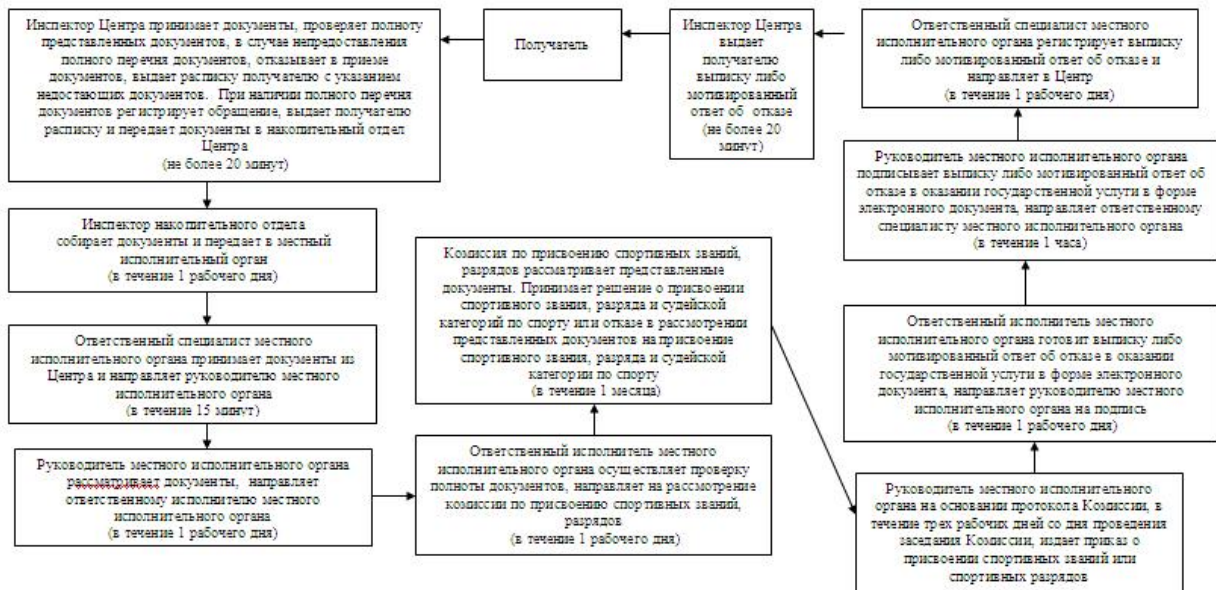 Инспектор Центра принимает документы, проверяет полноту
представленных документов, в случае непредоставления
полного перечня документов, отказывает в приеме
документов, выдает расписку получателю с указанием
недостающих документов. При наличии полного перечня
документов регистрирует обращение, выдает получателю
расписку и передает документы в накопительный отдел
Центра
(не более 20 минут)
Получатель
Инспектор Центра
выдает
получателю
выписку либо
мотивированный
ответ об отказе
(не более 20
минут)
Ответственный специалист местного
исполнительного органа регистрирует выписку
либо мотивированный ответ об отказе и
направляет в Центр
(в течение 1 рабочего дня)
Руководитель местного исполнительного органа
подписывает выписку либо мотивированный ответ об
отказе в оказании государственной услуги в форме
электронного документа, направляет ответственному
специалисту местного исполнительного органа
(в течение 1 часа)
Инспектор накопительного отдела
собирает документы и передает в местный
исполнительный орган
(в течение 1 рабочего дня)
Комиссия по присвоению спортивных званий,
разрядов рассматривает представленные
документы. Принимает решение о присвоении
спортивного звания, разряда и судейской
категорий по спорту или отказе в рассмотрении
представленных документов на присвоение
спортивного звания, разряда и судейской
категории по спорту
(в течение 1 месяца)
Ответственный исполнитель местного
исполнительного органа готовит выписку либо
мотивированный ответ об отказе в оказании
государственной услуги в форме электронного
документа, направляет руководителю местного
исполнительного органа на подпись
(в течение 1 рабочего дня)
Ответственный специалист местного
исполнительного органа принимает документы из
Центра и направляет руководителю местного
исполнительного органа
(в течение 15 минут)
Руководитель местного исполнительного органа
рассматривает документы, направляет
ответственному исполнителю местного
исполнительного органа
(в течение 1 рабочего дня)
Ответственный исполнитель местного
исполнительного органа осуществляет проверку
полноты документов, направляет на рассмотрение
комиссии по присвоению спортивных званий,
разрядов
(в течение 1 рабочего дня)
Руководитель местного исполнительного
органа на основании протокола Комиссии, в
течение трех рабочих дней со дня проведения
заседания Комиссии, издает приказ о
присвоении спортивных званий или
спортивных разрядов